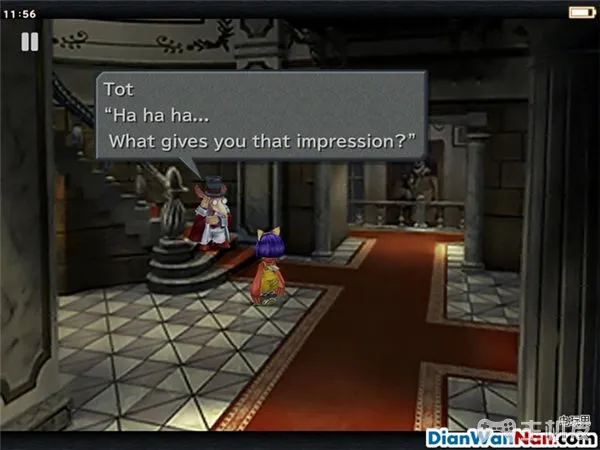 11:56
Tot
“Ha ha ha...
What gives you that impression?”
DianWanNan.com